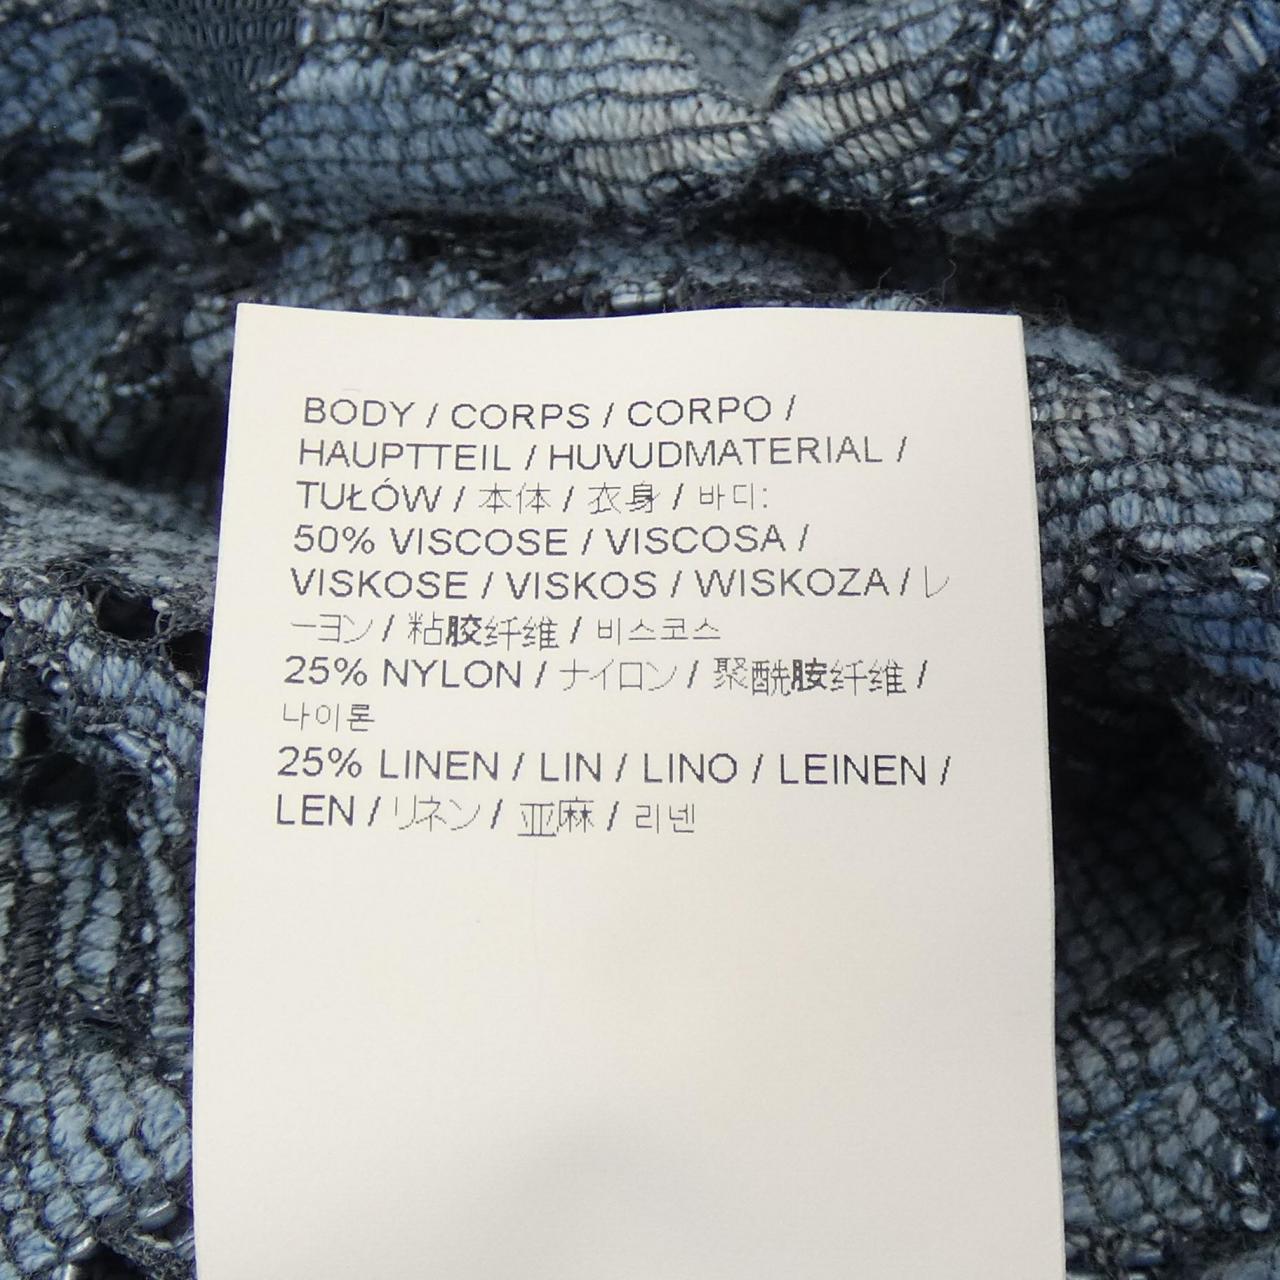 BODY / CORPS / CORPO /
HAUPTTEIL / HUVUDMATERIAL /
TUŁÓW / 本体 / 衣身 / 바디:
50% VISCOSE / VISCOSA /
VISKOSE / VISKOS / WISKOZA / レ
ーヨン / 粘胶纤维 / 비스코스
25% NYLON / ナイロン / 聚酰胺纤维 /
나이론
25% LINEN / LIN / LINO / LEINEN /
LEN / リネン / 亚麻 / 리넨